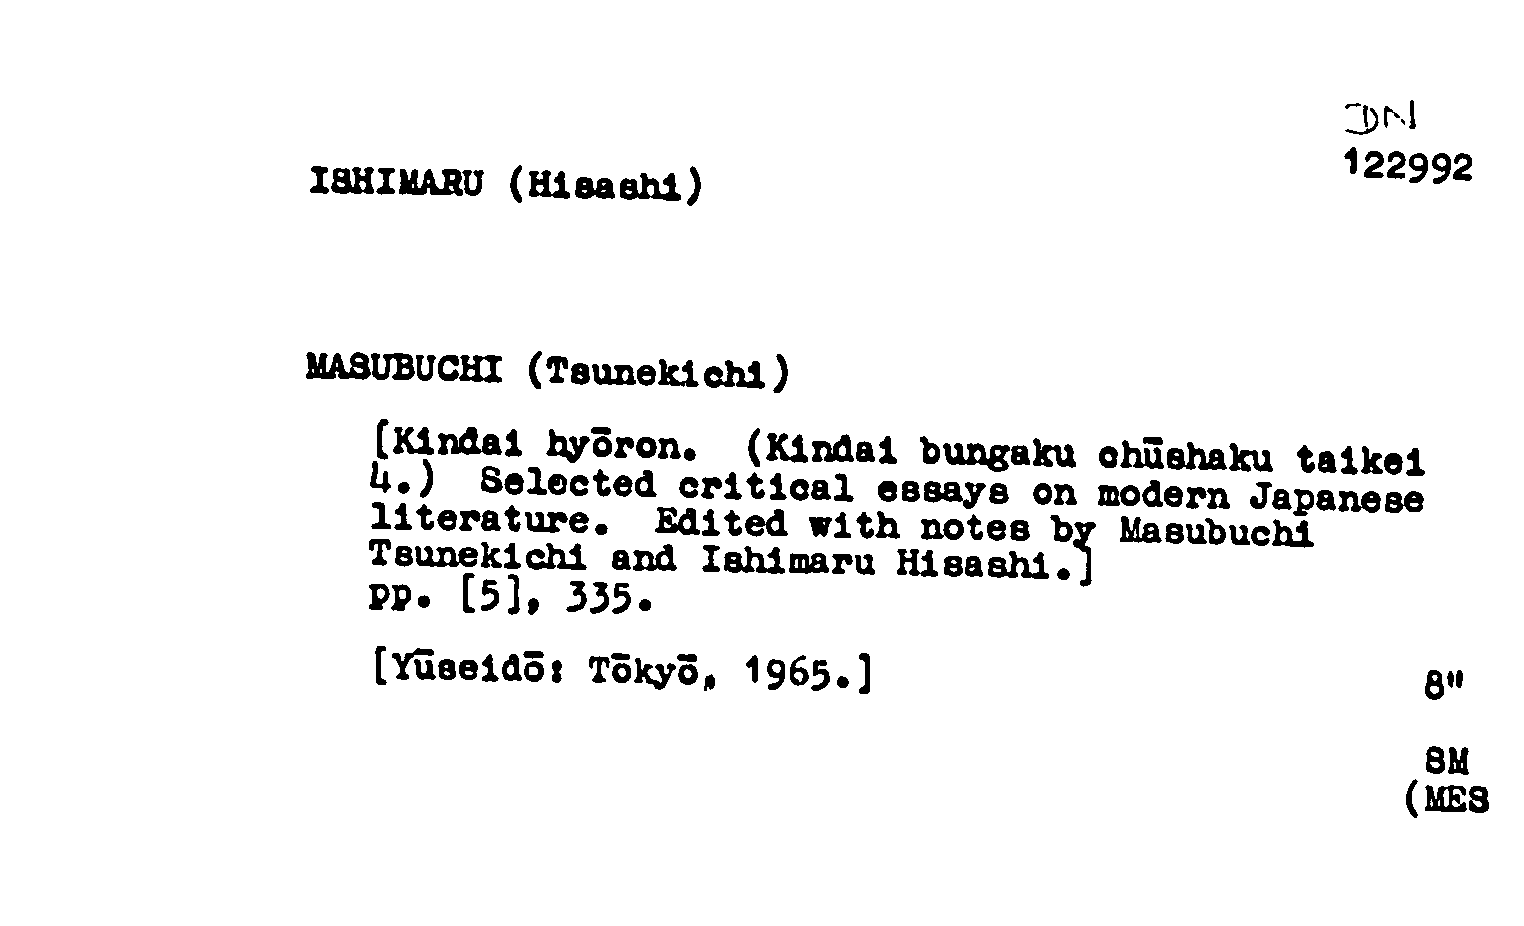 DN
122992
ISHIMARU (Hisashi)
MASUBUCHI (Tsunekichi)
[Kindai hyōron. (Kindai bungaku chūshaku taikei
4.) Selected critical essays on modern Japanese
literature. Edited with notes by Masubuchi
Tsunekichi and Ishimaru Hisashi.]
pp. [5], 335.
[Yūseidō: Tōkyō, 1965.]
8"
SM
(MES